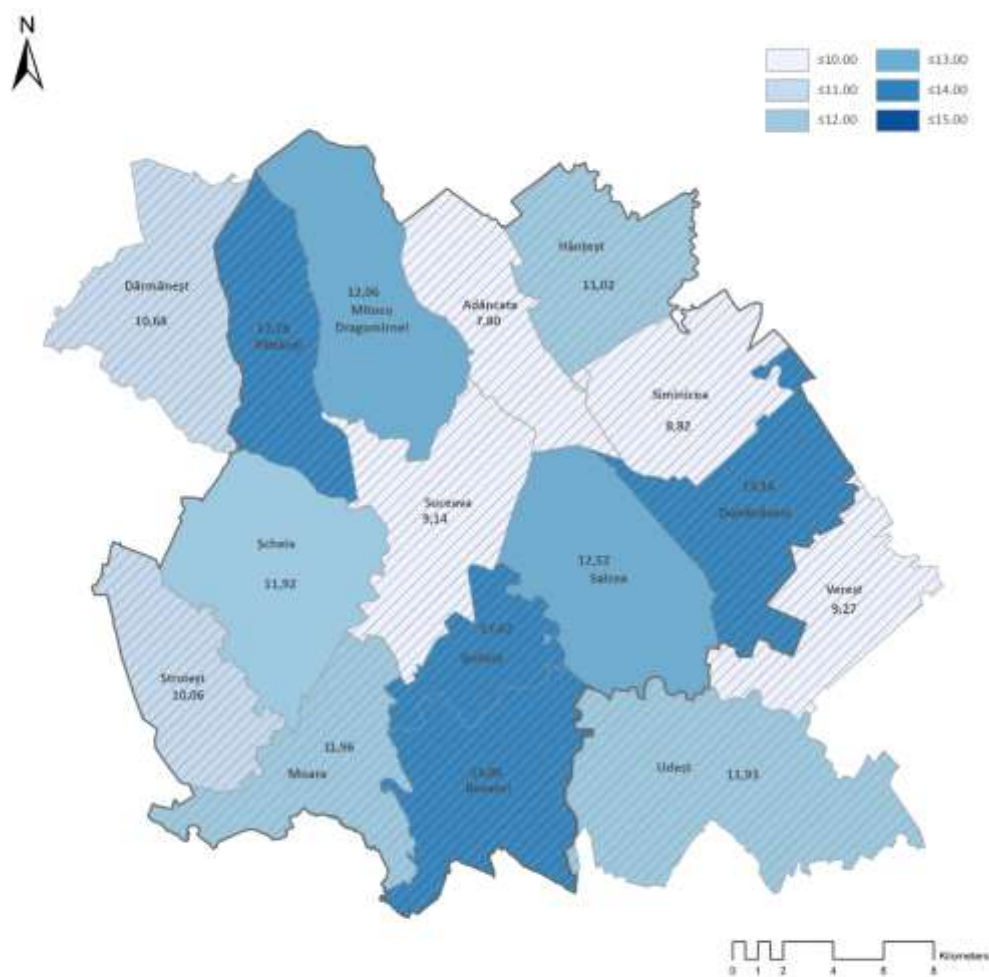 N
≤10.00
≤13.00
≤11.00
≤14.00
≤12.00
≤15.00
Hănțești
11,02
Dărmănești
10,68
12,06
Mitocu
Dragomirnei
Adâncata
7,80
Siminicea
8,82
Suceava
9,14
Scheia
11,92
12,52
Salcea
Verești
9,27
Stroiești
10,06
11,96
Moara
Udești
11,93
0 1 2 4 6 8
Kilometers